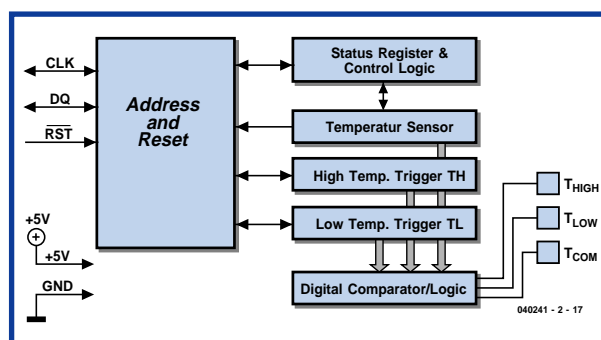 CLK
DQ
RST
+5V
+5V
GND
Address
and
Reset
Status Register &
Control Logic
Temperatur Sensor
High Temp. Trigger TH
Low Temp. Trigger TL
Digital Comparator/Logic
THIGH
TLOW
TCOM
040241 - 2 - 17